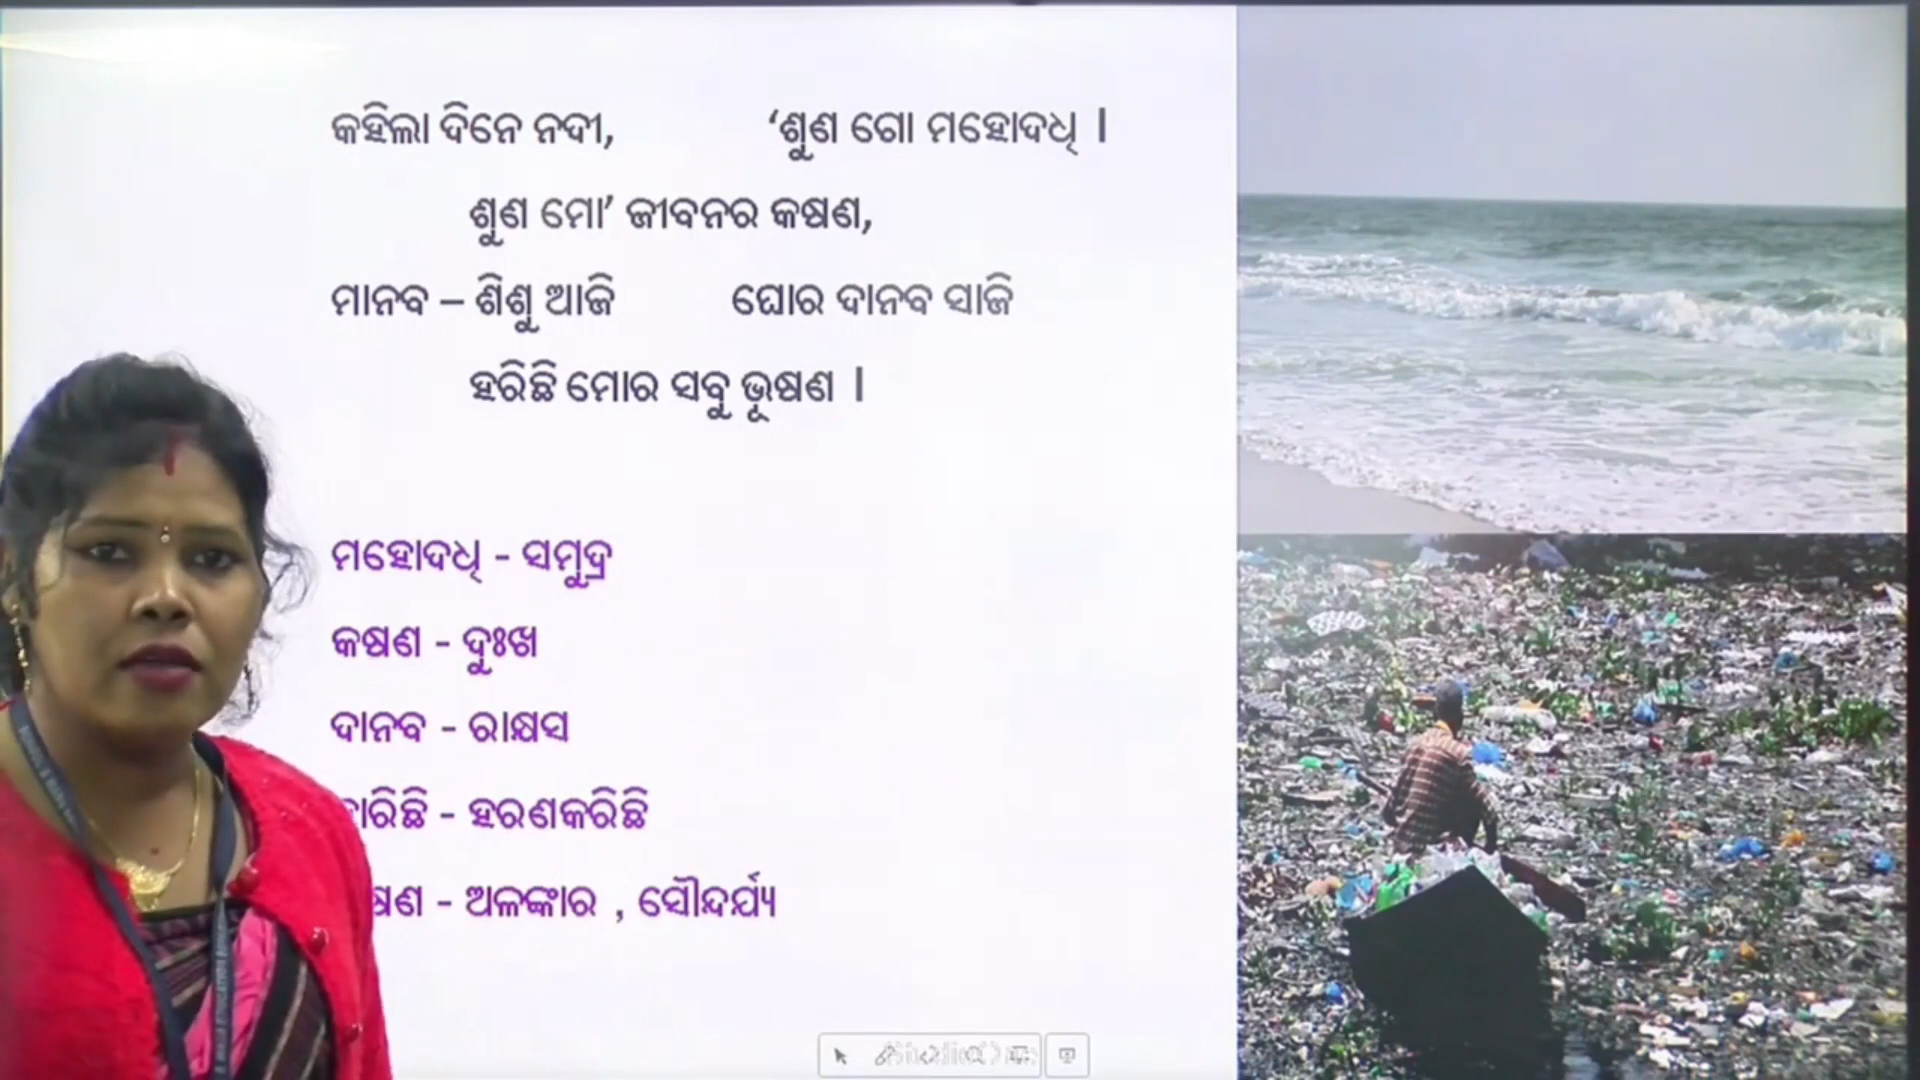 କହିଲା ଦିନେ ନଦୀ, ‘ଶୁଣ ଗୋ ମହୋଦଧି ।
ଶୁଣ ମୋ’ ଜୀବନର କଷଣ,
ମାନବ – ଶିଶୁ ଆଜି ଘୋର ଦାନବ ସାଜି
ହରିଛି ମୋର ସବୁ ଭୂଷଣ ।
ମହୋଦଧି - ସମୁଦ୍ର
କଷଣ - ଦୁଃଖ
ଦାନବ - ରାକ୍ଷସ
- ହରଣକରିଛି
- ଅଳଙ୍କାର , ସୌନ୍ଦର୍ଯ୍ୟ